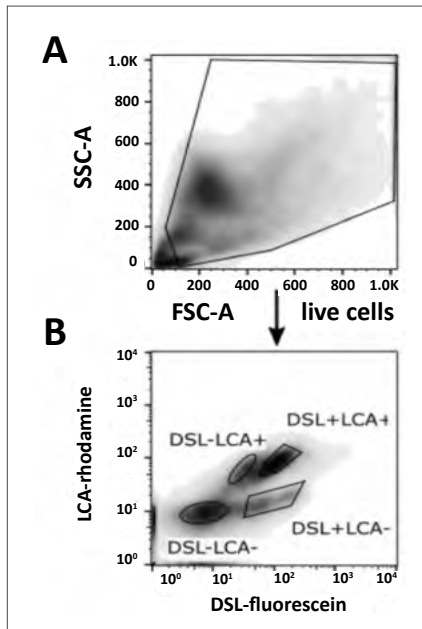 A
1.0K
800
600
400
200
0
SSC-A
0 200 400 600 800 1.0K
FSC-A live cells
B
10⁴
10³
10²
10¹
10⁰
LCA-rhodamine
DSL+LCA+
DSL-LCA+
DSL-LCA-
DSL+LCA-
10⁰ 10¹ 10² 10³ 10⁴
DSL-fluorescein